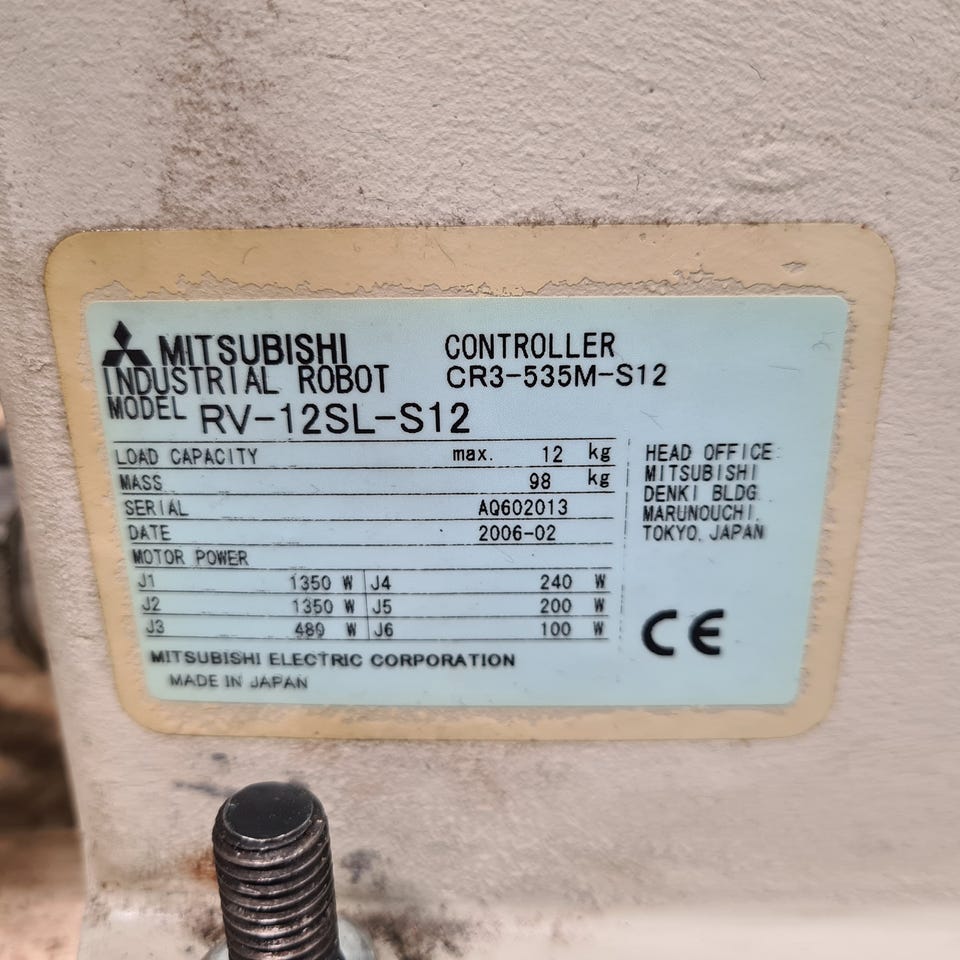 MITSUBISHI
INDUSTRIAL ROBOT
CONTROLLER
CR3-535M-S12
MODEL RV-12SL-S12
LOAD CAPACITY max. 12 kg
MASS 98 kg
SERIAL AQ602013
DATE 2006-02
MOTOR POWER
J1 1350 W J4 240 W
J2 1350 W J5 200 W
J3 480 W J6 100 W
HEAD OFFICE:
MITSUBISHI
DENKI BLDG.
MARUNOUCHI,
TOKYO, JAPAN
CE
MITSUBISHI ELECTRIC CORPORATION
MADE IN JAPAN